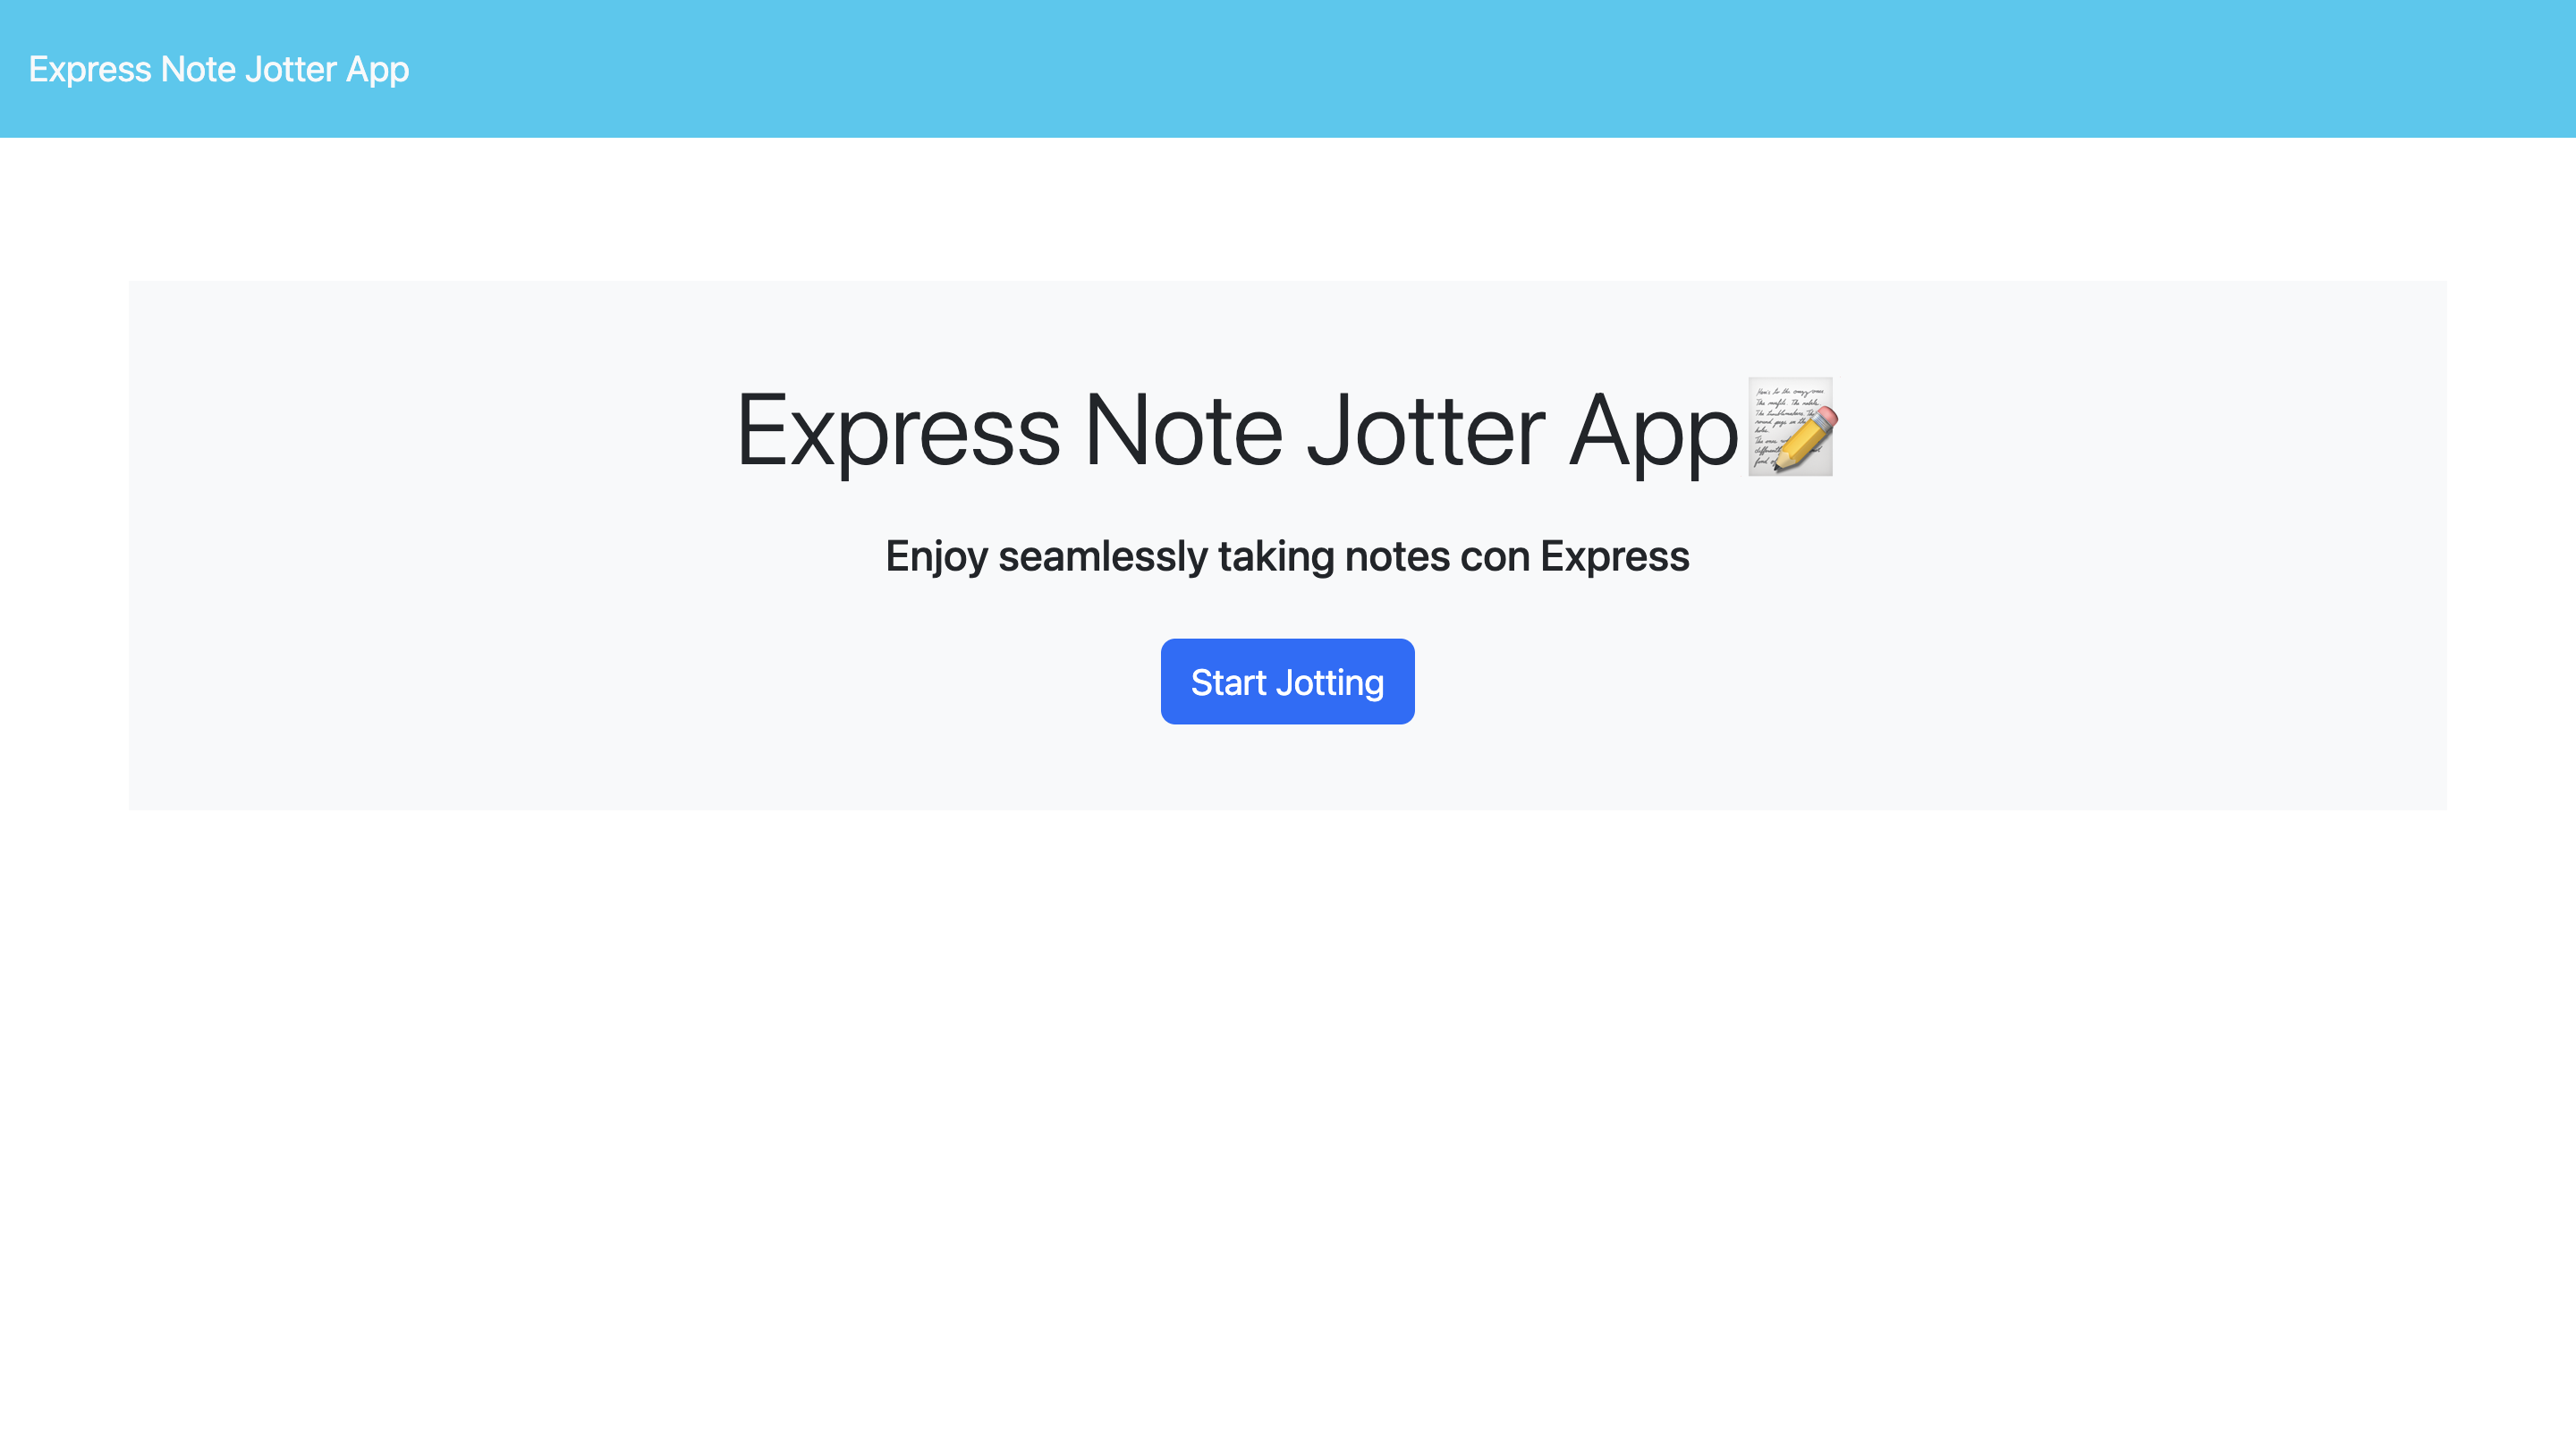 Express Note Jotter App
Express Note Jotter App📝
Enjoy seamlessly taking notes con Express
Start Jotting